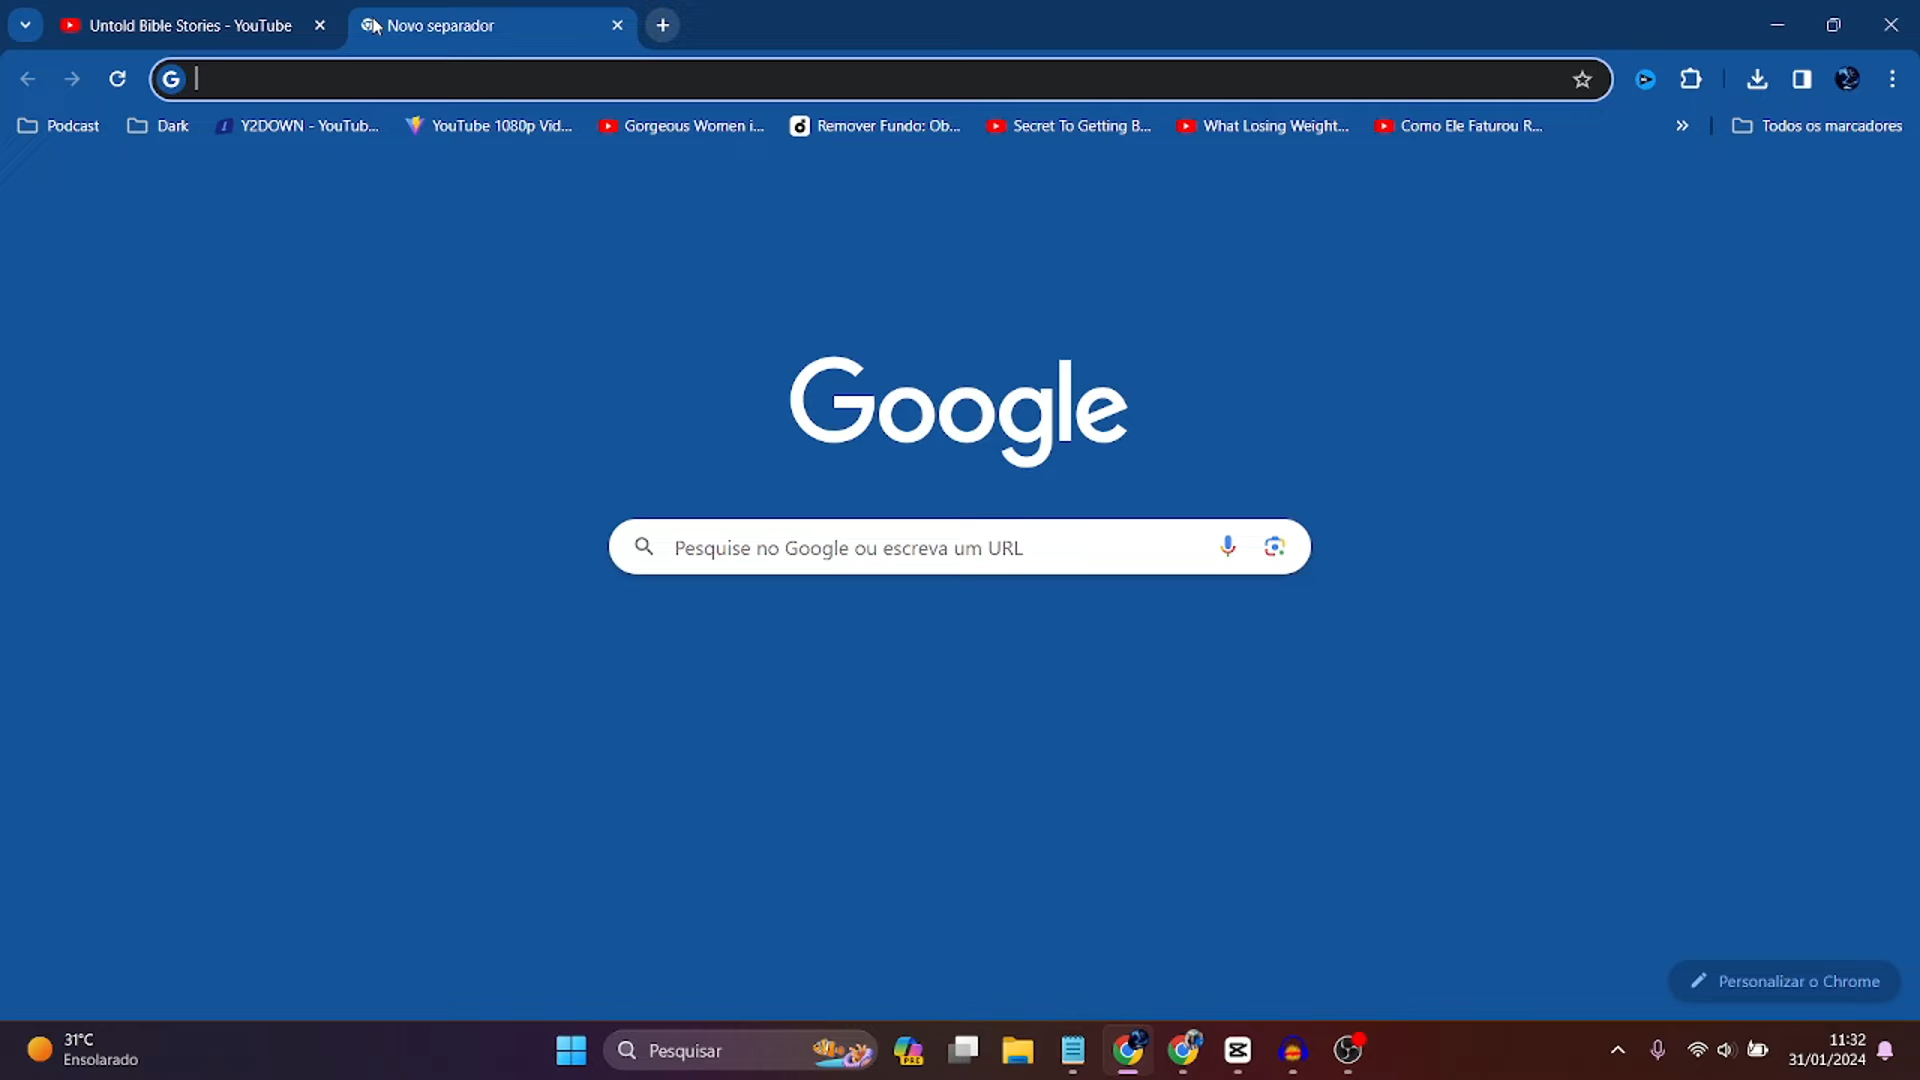 Untold Bible Stories - YouTube
Novo separador
Podcast
Dark
Y2DOWN - YouTub...
YouTube 1080p Vid...
Gorgeous Women i...
Remover Fundo: Ob...
Secret To Getting B...
What Losing Weight...
Como Ele Faturou R...
Todos os marcadores
Google
Pesquise no Google ou escreva um URL
Personalizar o Chrome
31°C
Ensolarado
Pesquisar
PRE
11:32
31/01/2024